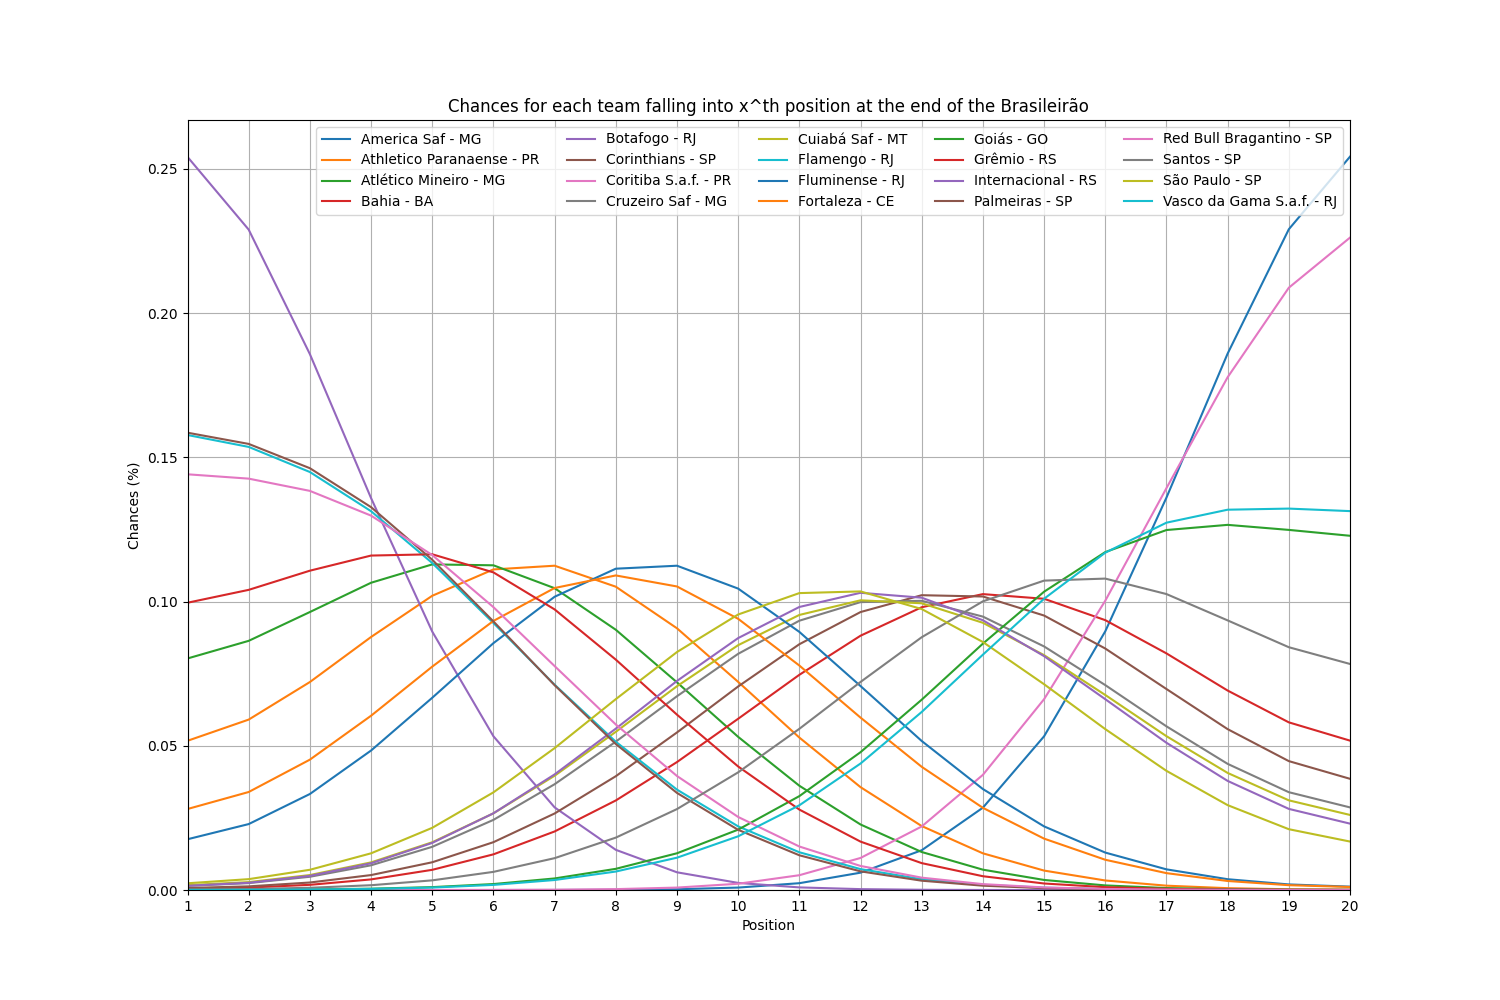 Chances for each team falling into x^th position at the end of the Brasileirão
America Saf - MG
Athletico Paranaense - PR
Atlético Mineiro - MG
Bahia - BA
Botafogo - RJ
Corinthians - SP
Coritiba S.a.f. - PR
Cruzeiro Saf - MG
Cuiabá Saf - MT
Flamengo - RJ
Fluminense - RJ
Fortaleza - CE
Goiás - GO
Grêmio - RS
Internacional - RS
Palmeiras - SP
Red Bull Bragantino - SP
Santos - SP
São Paulo - SP
Vasco da Gama S.a.f. - RJ
Chances (%)
0.25
0.20
0.15
0.10
0.05
0.00
1 2 3 4 5 6 7 8 9 10 11 12 13 14 15 16 17 18 19 20
Position